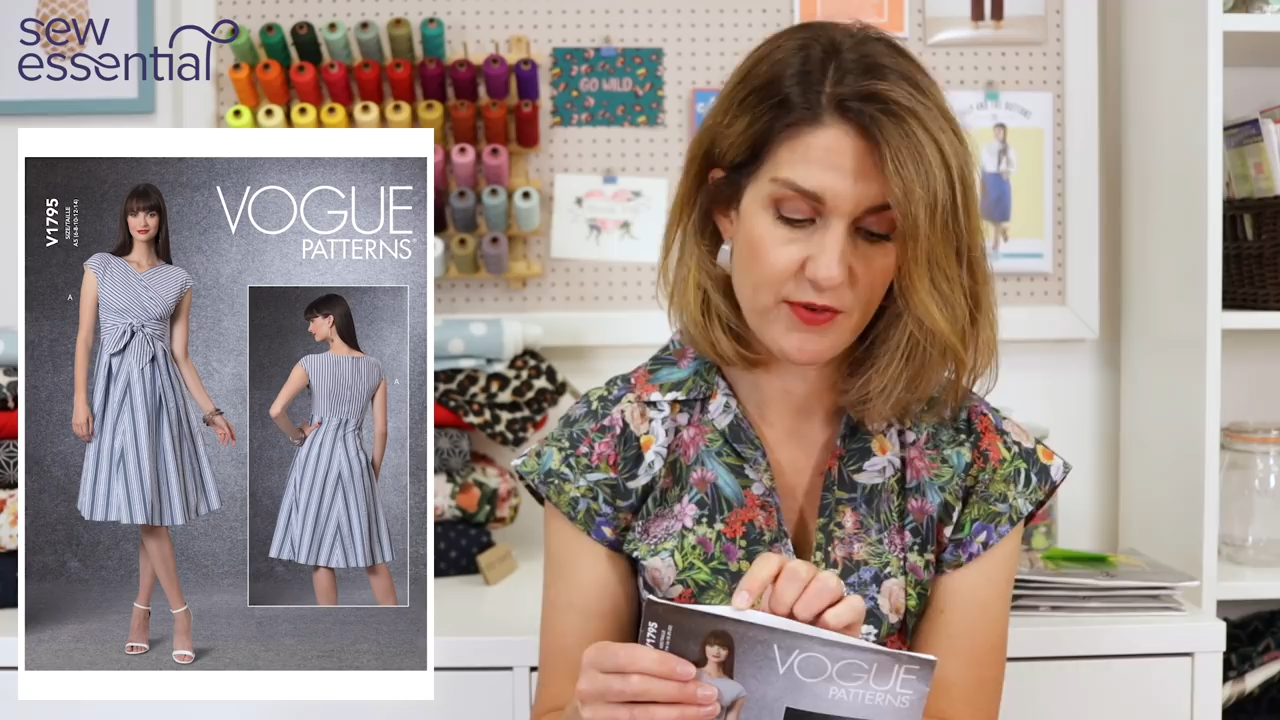 sew
essential
V1795
SIZE/TAILLE
A5 (6-8-10-12-14)
VOGUE
PATTERNS
A
A
GO WILD
V1795
VOGUE
PATTERNS